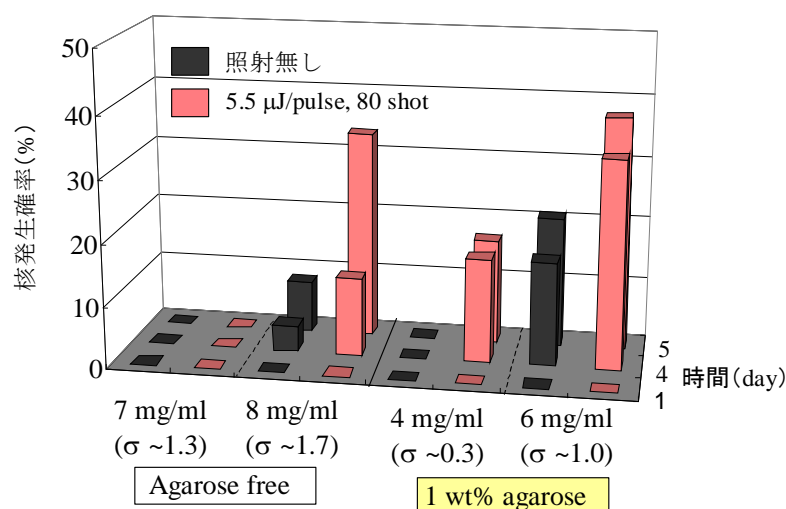 50
40
30
20
10
0
核発生確率(%)
照射無し
5.5 μJ/pulse, 80 shot
5
4
1
時間(day)
7 mg/ml
(σ ~1.3)
8 mg/ml
(σ ~1.7)
4 mg/ml
(σ ~0.3)
6 mg/ml
(σ ~1.0)
Agarose free
1 wt% agarose